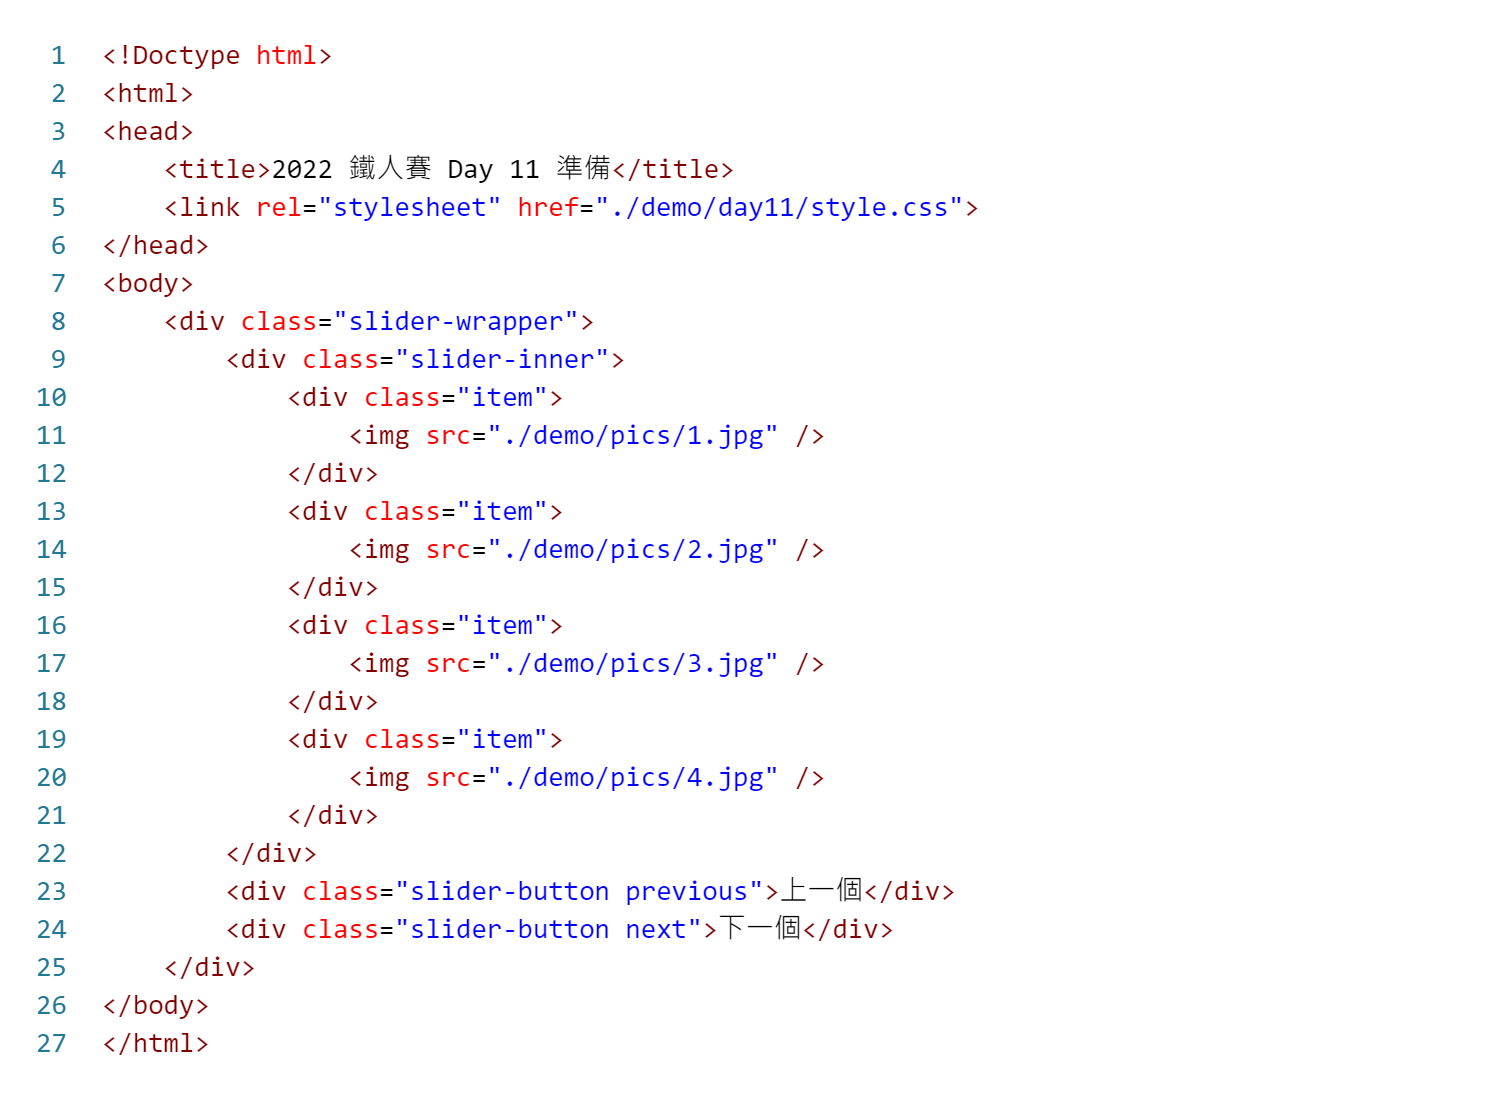 1 <!Doctype html>
2 <html>
3 <head>
4     <title>2022 鐵人賽 Day 11 準備</title>
5     <link rel="stylesheet" href="./demo/day11/style.css">
6 </head>
7 <body>
8     <div class="slider-wrapper">
9         <div class="slider-inner">
10             <div class="item">
11                 <img src="./demo/pics/1.jpg" />
12             </div>
13             <div class="item">
14                 <img src="./demo/pics/2.jpg" />
15             </div>
16             <div class="item">
17                 <img src="./demo/pics/3.jpg" />
18             </div>
19             <div class="item">
20                 <img src="./demo/pics/4.jpg" />
21             </div>
22         </div>
23         <div class="slider-button previous">上一個</div>
24         <div class="slider-button next">下一個</div>
25     </div>
26 </body>
27 </html>